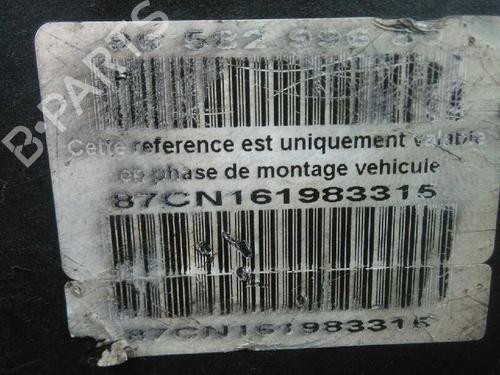 B-PARTS
Cette reference est uniquement valable
en phase de montage vehicule
87CN161983315
87CN161983315